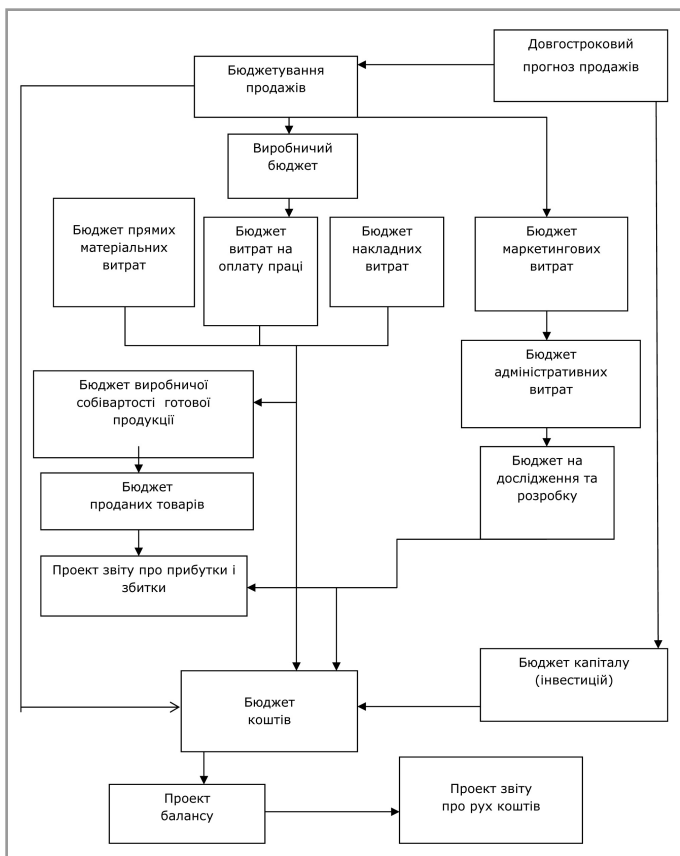 Довгостроковий
прогноз продажів
Бюджетування
продажів
Виробничий
бюджет
Бюджет прямих
матеріальних
витрат
Бюджет
витрат на
оплату праці
Бюджет
накладних
витрат
Бюджет
маркетингових
витрат
Бюджет
адміністративних
витрат
Бюджет виробничої
собівартості готової
продукції
Бюджет на
дослідження та
розробку
Бюджет
проданих товарів
Проект звіту про прибутки і
збитки
Бюджет капіталу
(інвестицій)
Бюджет
коштів
Проект
балансу
Проект звіту
про рух коштів